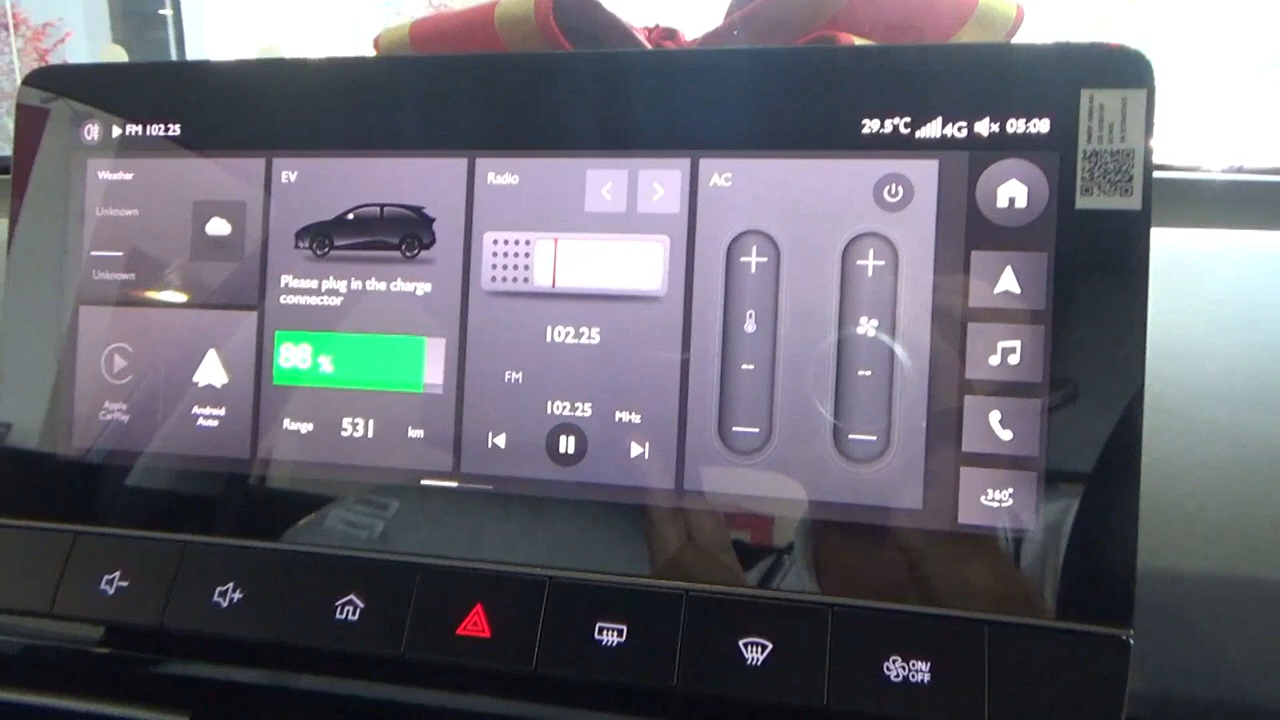 FM 102.25
29.5°C
4G
05:08
Weather
Unknown
Unknown
Apple
CarPlay
Android
Auto
EV
Please plug in the charge
connector
88 %
Range 531 km
Radio
102.25
FM
102.25 MHz
AC
--
--
360°
ON/
OFF